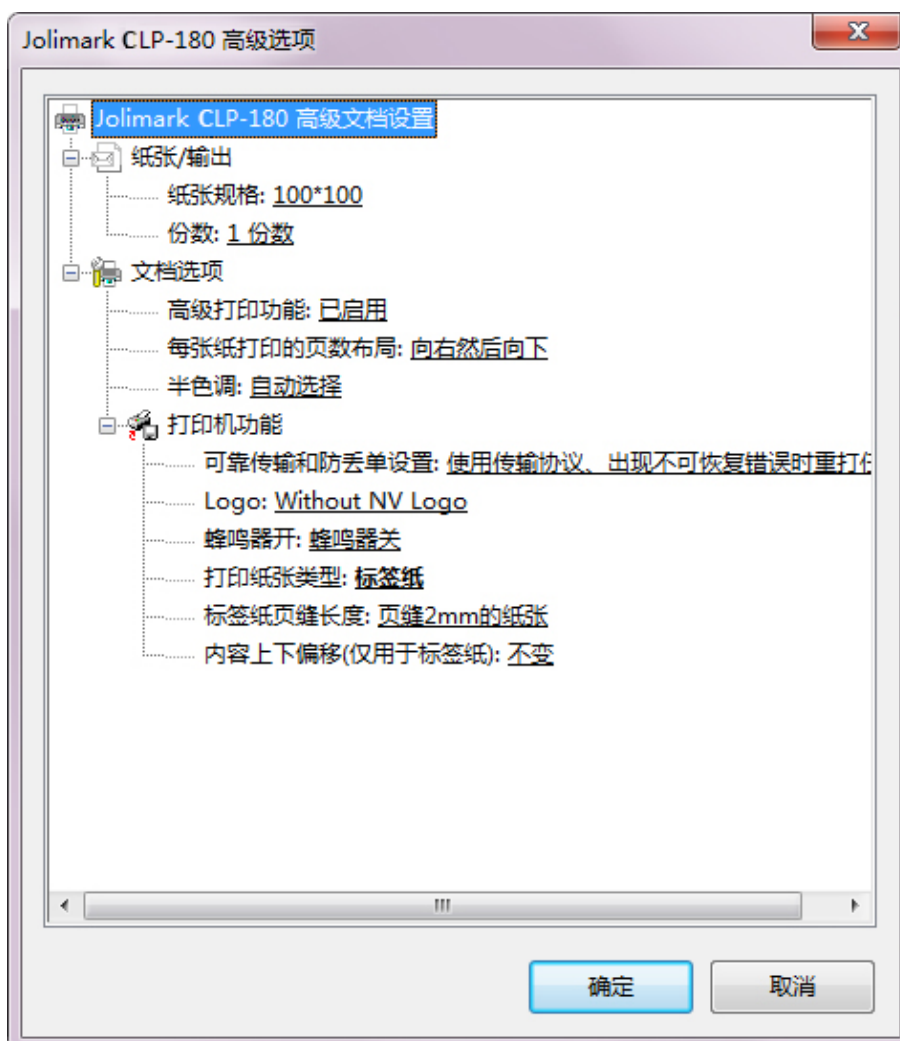 Jolimark CLP-180 高级选项
Jolimark CLP-180 高级文档设置
纸张/输出
纸张规格: 100*100
份数: 1 份数
文档选项
高级打印功能: 已启用
每张纸打印的页数布局: 向右然后向下
半色调: 自动选择
打印机功能
可靠传输和防丢单设置: 使用传输协议、出现不可恢复错误时重打
Logo: Without NV Logo
蜂鸣器开: 蜂鸣器关
打印纸张类型: 标签纸
标签纸页缝长度: 页缝2mm的纸张
内容上下偏移(仅用于标签纸): 不变
确定
取消